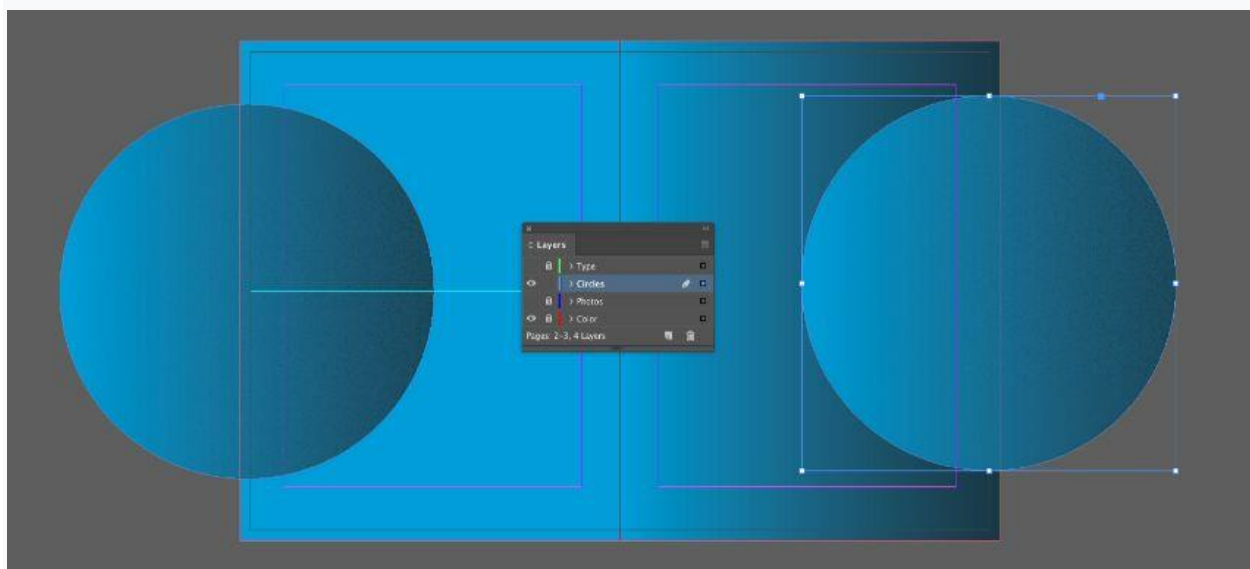 Layers
Type
Circles
Photos
Color
Pages: 2-3, 4 Layers